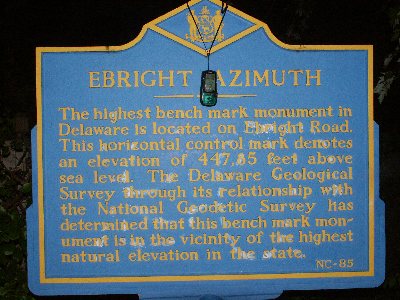 EBRIGHT AZIMUTH
The highest bench mark monument in
Delaware is located on Ebright Road.
This horizontal control mark denotes
an elevation of 447.85 feet above
sea level. The Delaware Geological
Survey through its relationship with
the National Geodetic Survey has
determined that this bench mark mon-
ument is in the vicinity of the highest
natural elevation in the state.
NC-85